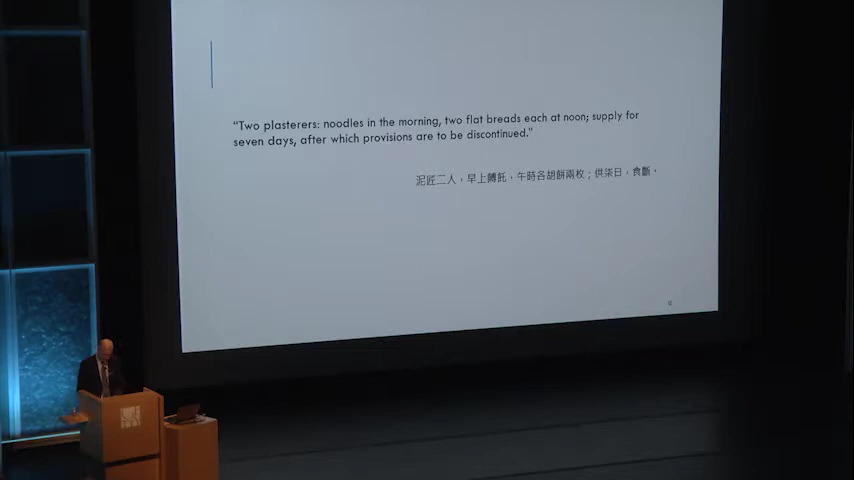 “Two plasterers: noodles in the morning, two flat breads each at noon; supply for
seven days, after which provisions are to be discontinued.”
泥匠二人，早上餺飥，午時各胡餅兩枚；供柒日，食斷。